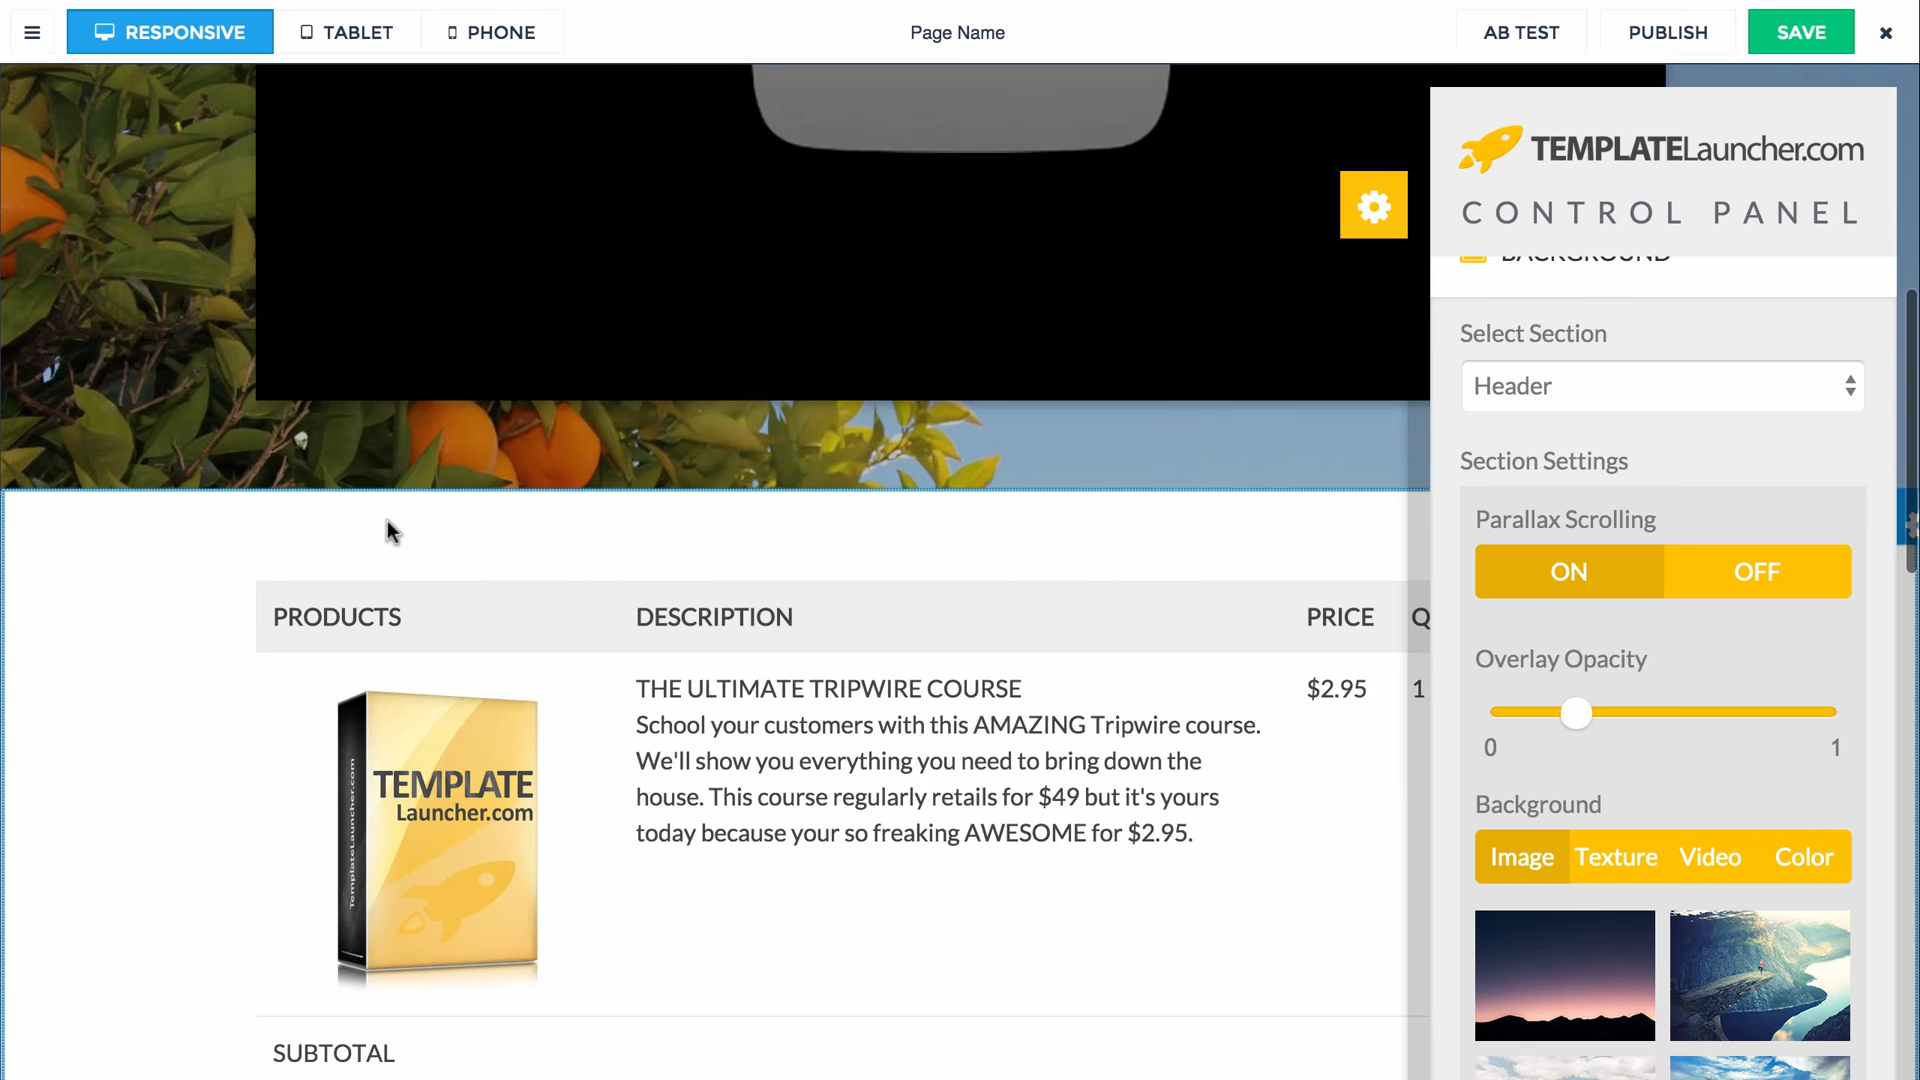 RESPONSIVE TABLET PHONE Page Name AB TEST PUBLISH SAVE
TEMPLATELauncher.com
CONTROL PANEL
BACKGROUND
Select Section
Header
Section Settings
Parallax Scrolling
ON OFF
Overlay Opacity
0 1
Background
Image Texture Video Color
PRODUCTS DESCRIPTION PRICE Q
THE ULTIMATE TRIPWIRE COURSE $2.95 1
School your customers with this AMAZING Tripwire course.
We'll show you everything you need to bring down the
house. This course regularly retails for $49 but it's yours
today because your so freaking AWESOME for $2.95.
TEMPLATE
Launcher.com
TemplateLauncher.com
SUBTOTAL